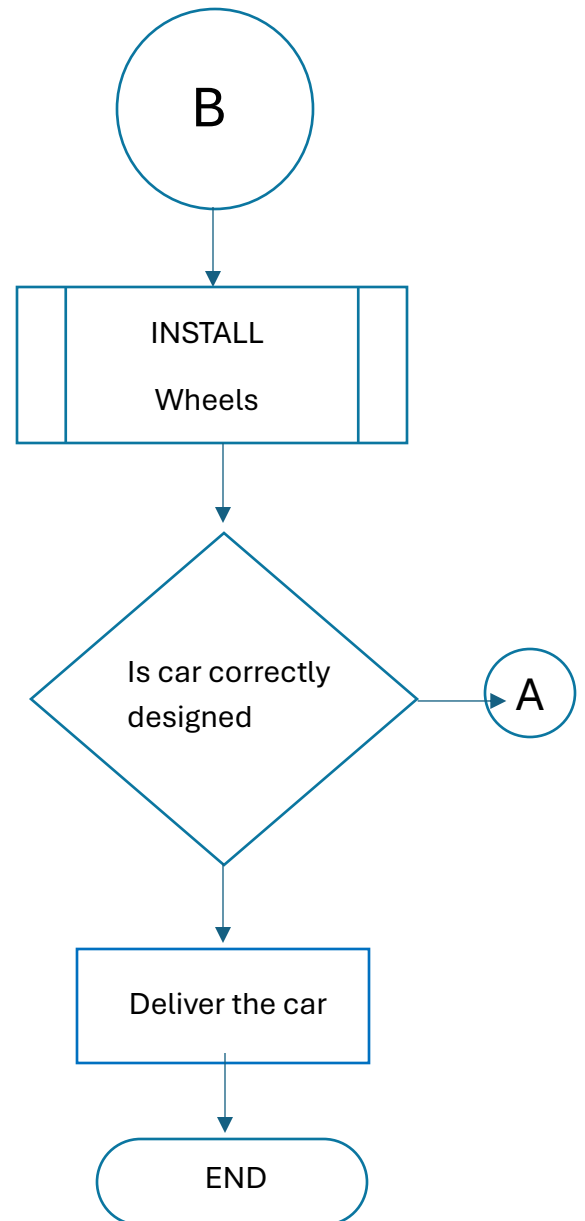 B
INSTALL
Wheels
Is car correctly
designed
A
Deliver the car
END